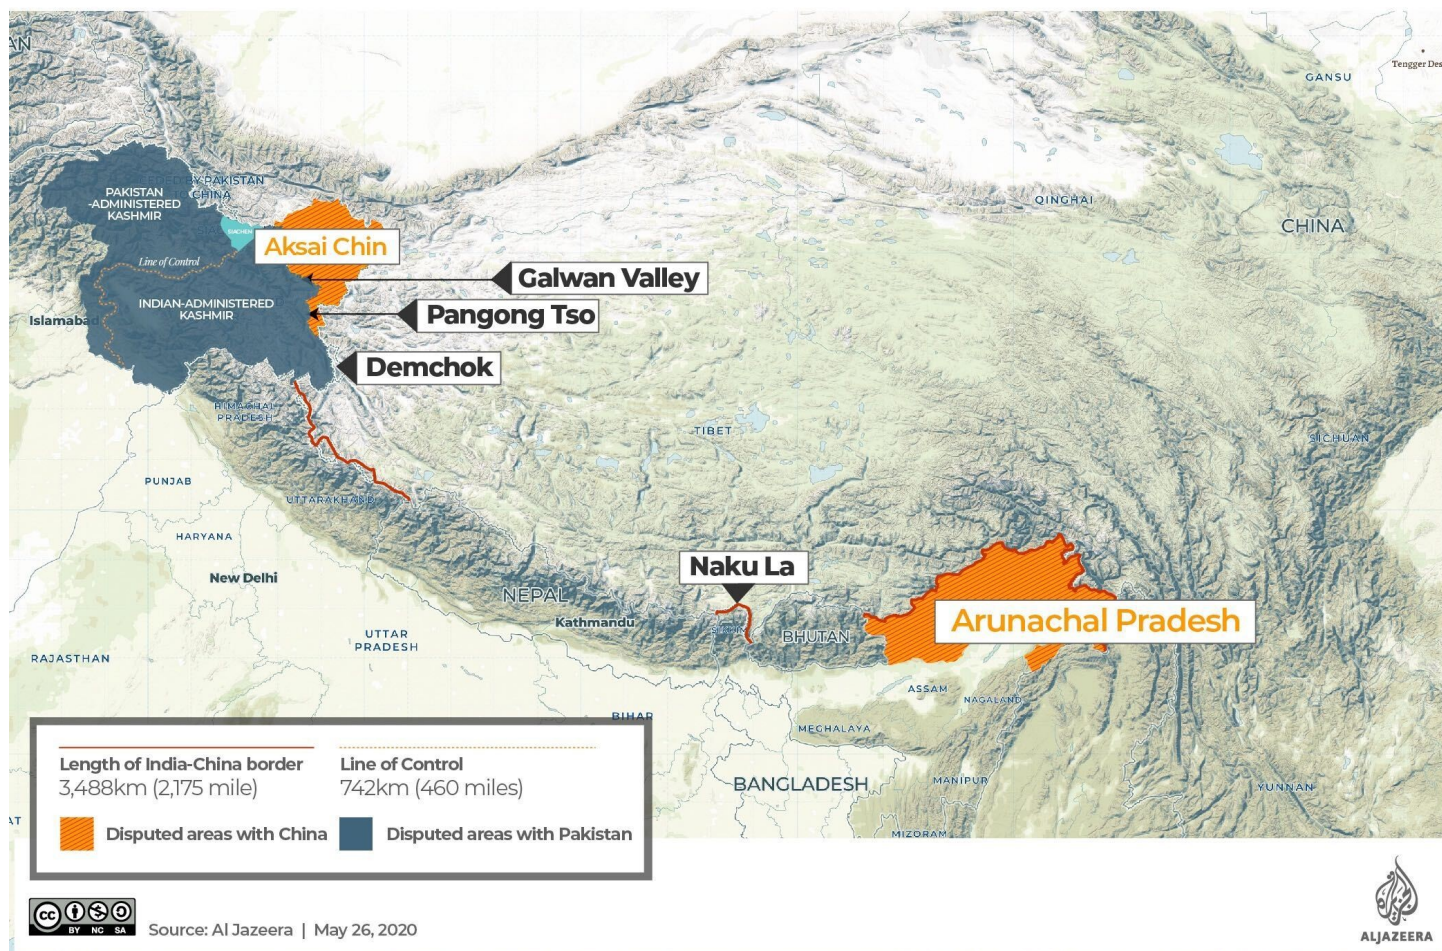 AN
GANSU
Tengger Des
BY PAKISTAN
CHINA
PAKISTAN
-ADMINISTERED
KASHMIR
QINGHAI
CHINA
SIACHEN
Aksai Chin
Line of Control
Galwan Valley
INDIAN-ADMINISTERED
KASHMIR
Islamabad
Pangong Tso
Demchok
HIMACHAL
PRADESH
TIBET
SICHUAN
PUNJAB
UTTARAKHAND
HARYANA
New Delhi
Naku La
NEPAL
Kathmandu
BHUTAN
Arunachal Pradesh
UTTAR
PRADESH
RAJASTHAN
ASSAM
NAGALAND
BIHAR
MEGHALAYA
BANGLADESH
MANIPUR
YUNNAN
AT
MIZORAM
Length of India-China border
3,488km (2,175 mile)
Line of Control
742km (460 miles)
Disputed areas with China
Disputed areas with Pakistan
cc
BY NC SA
Source: Al Jazeera | May 26, 2020
ALJAZEERA